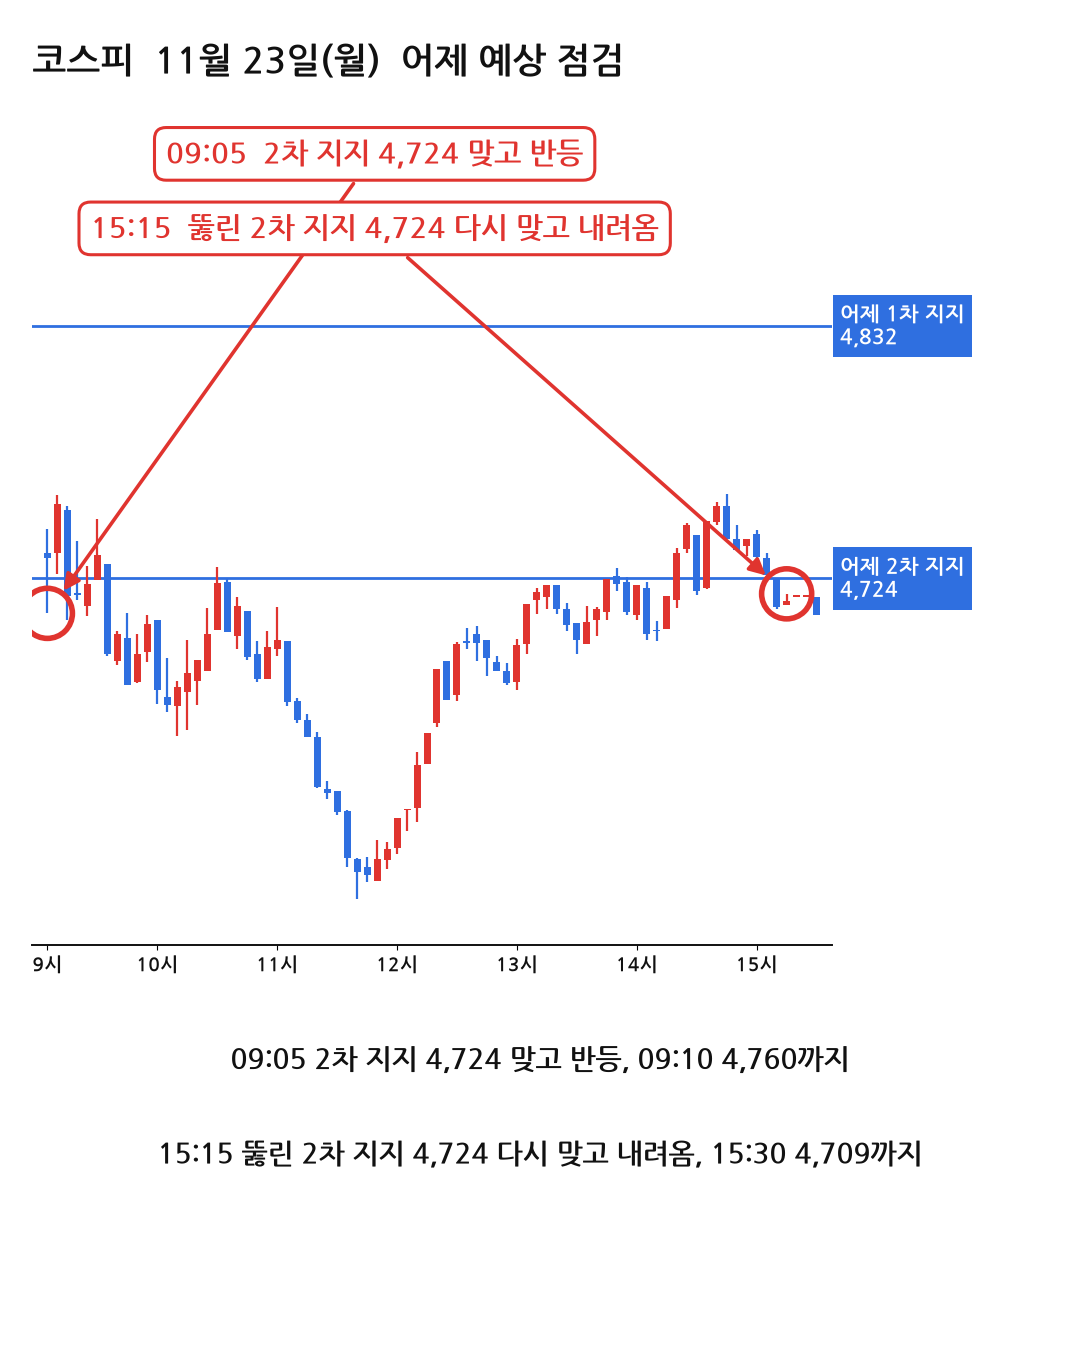 코스피 11월 23일(월) 어제 예상 점검
09:05 2차 지지 4,724 맞고 반등
15:15 뚫린 2차 지지 4,724 다시 맞고 내려옴
어제 1차 지지
4,832
어제 2차 지지
4,724
9시 10시 11시 12시 13시 14시 15시
09:05 2차 지지 4,724 맞고 반등, 09:10 4,760까지
15:15 뚫린 2차 지지 4,724 다시 맞고 내려옴, 15:30 4,709까지